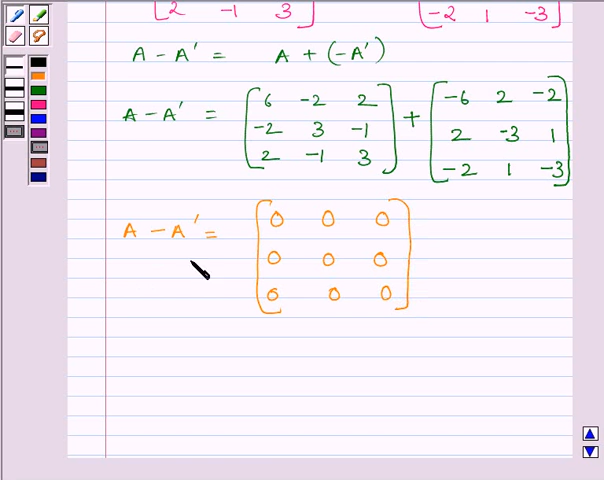 [2 -1 3] [-2 1 -3]
A - A' = A + (-A')
A - A' = [6 -2 2 + [-6 2 -2
-2 3 -1 2 -3 1
2 -1 3] -2 1 -3]
A - A' = [0 0 0
0 0 0
0 0 0]